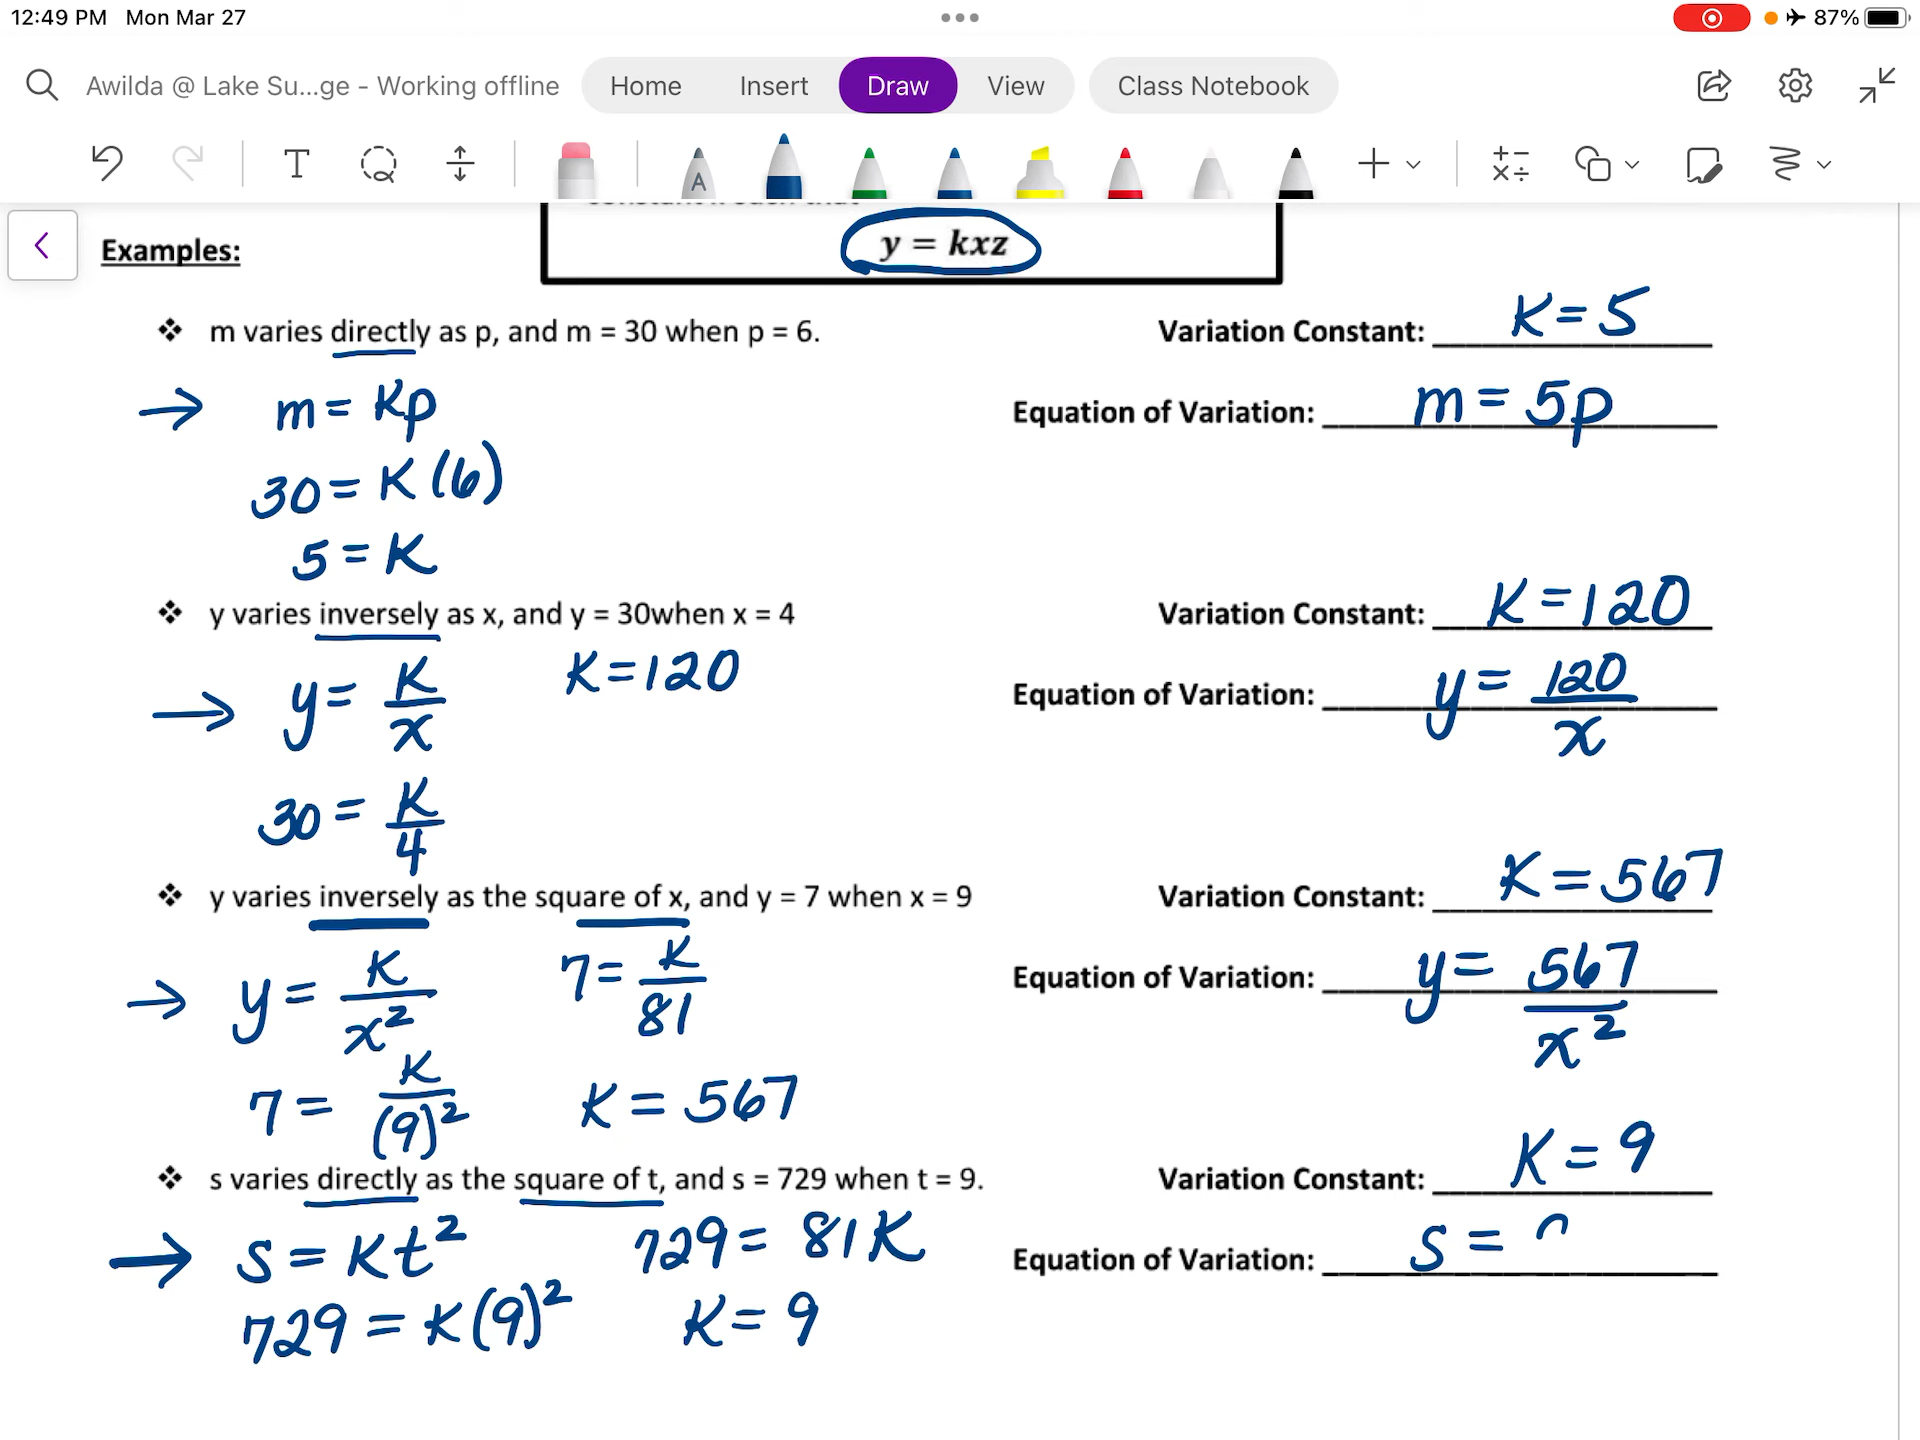 12:49 PM Mon Mar 27
87%
Awilda @ Lake Su...ge - Working offline
Home Insert Draw View Class Notebook
T A
Examples:
y = kxz
❖ m varies directly as p, and m = 30 when p = 6.
Variation Constant: K = 5
m = Kp
Equation of Variation: m = 5p
30 = K (6)
5 = K
❖ y varies inversely as x, and y = 30when x = 4
Variation Constant: K = 120
y = K/x K = 120
Equation of Variation: y = 120/x
30 = K/4
❖ y varies inversely as the square of x, and y = 7 when x = 9
Variation Constant: K = 567
y = K/x² 7 = K/81
Equation of Variation: y = 567/x²
7 = K/(9)² K = 567
❖ s varies directly as the square of t, and s = 729 when t = 9.
Variation Constant: K = 9
s = Kt² 729 = 81K
Equation of Variation: s =
729 = K(9)² K = 9